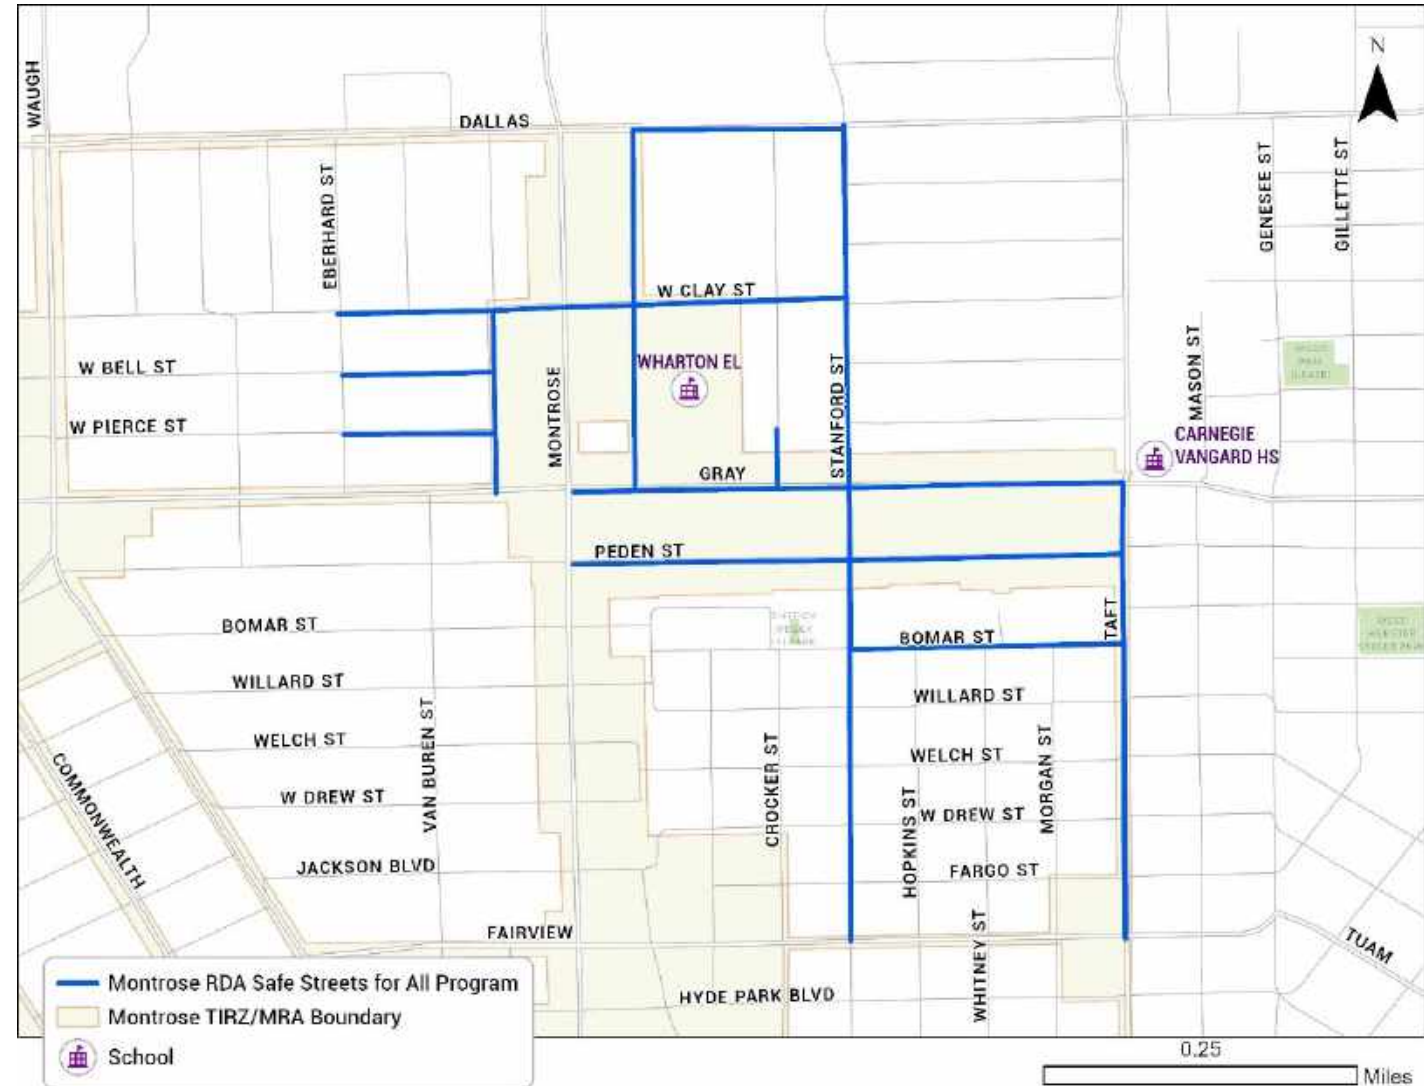 N
WAUGH
DALLAS
EBERHARD ST
GENESEE ST
GILLETTE ST
W CLAY ST
W BELL ST
WHARTON EL
MONTROSE
STANFORD ST
MASON ST
W PIERCE ST
CARNEGIE
VANGARD HS
GRAY
PEDEN ST
BOMAR ST
TAFT
BOMAR ST
WILLARD ST
WILLARD ST
VAN BUREN ST
WELCH ST
CROCKER ST
WELCH ST
MORGAN ST
COMMONWEALTH
W DREW ST
HOPKINS ST
W DREW ST
JACKSON BLVD
FARGO ST
FAIRVIEW
WHITNEY ST
TUAM
HYDE PARK BLVD
Montrose RDA Safe Streets for All Program
Montrose TIRZ/MRA Boundary
School
0.25
Miles